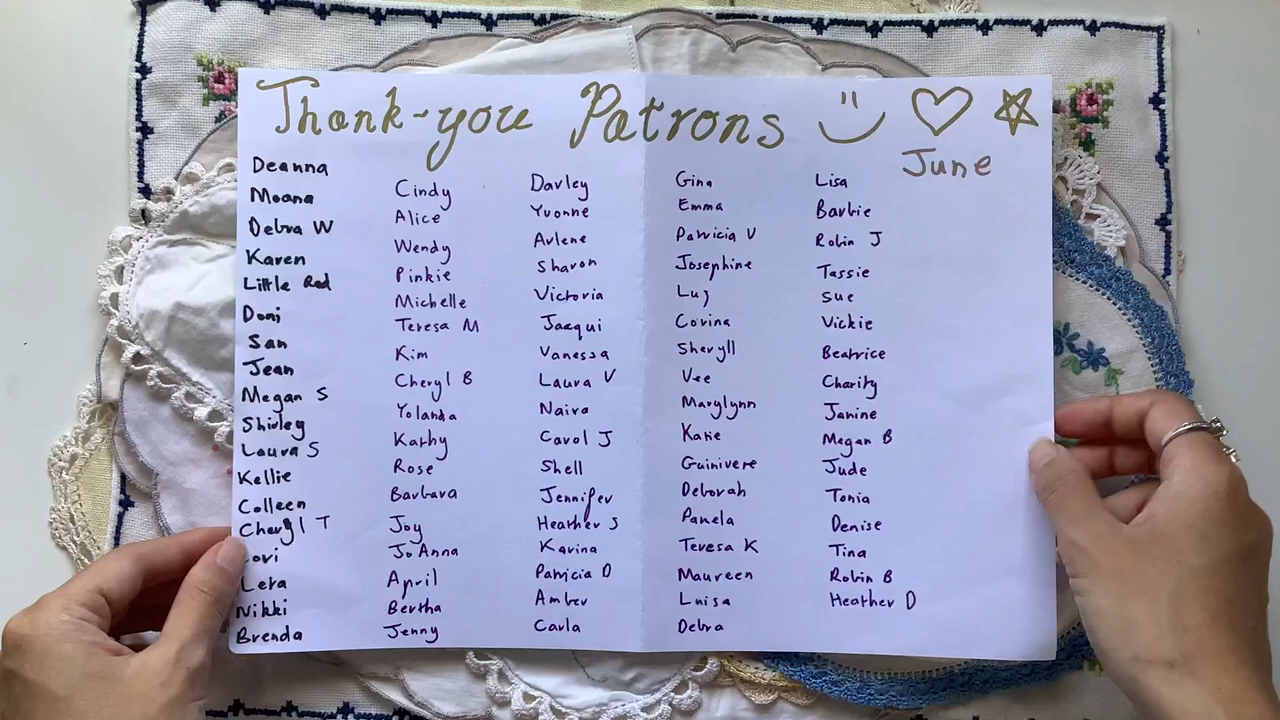 Thank-you Patrons
June
Deanna
Moana
Debra W
Karen
Little Red
Doni
San
Jean
Megan S
Shirley
Laura S
Kellie
Colleen
Cheryl T
Lori
Leta
Nikki
Brenda
Cindy
Alice
Wendy
Pinkie
Michelle
Teresa M
Kim
Cheryl B
Yolanda
Kathy
Rose
Barbara
Joy
JoAnna
April
Bertha
Jenny
Darley
Yvonne
Arlene
Sharon
Victoria
Jacqui
Vanessa
Laura V
Naira
Carol J
Shell
Jennifer
Heather S
Karina
Patricia D
Amber
Carla
Gina
Emma
Patricia V
Josephine
Luz
Corina
Sheryll
Vee
Marylynn
Katie
Guinivere
Deborah
Pamela
Teresa K
Maureen
Luisa
Debra
Lisa
Barbie
Robin J
Tassie
Sue
Vickie
Beatrice
Charity
Janine
Megan B
Jude
Tonia
Denise
Tina
Robin B
Heather D